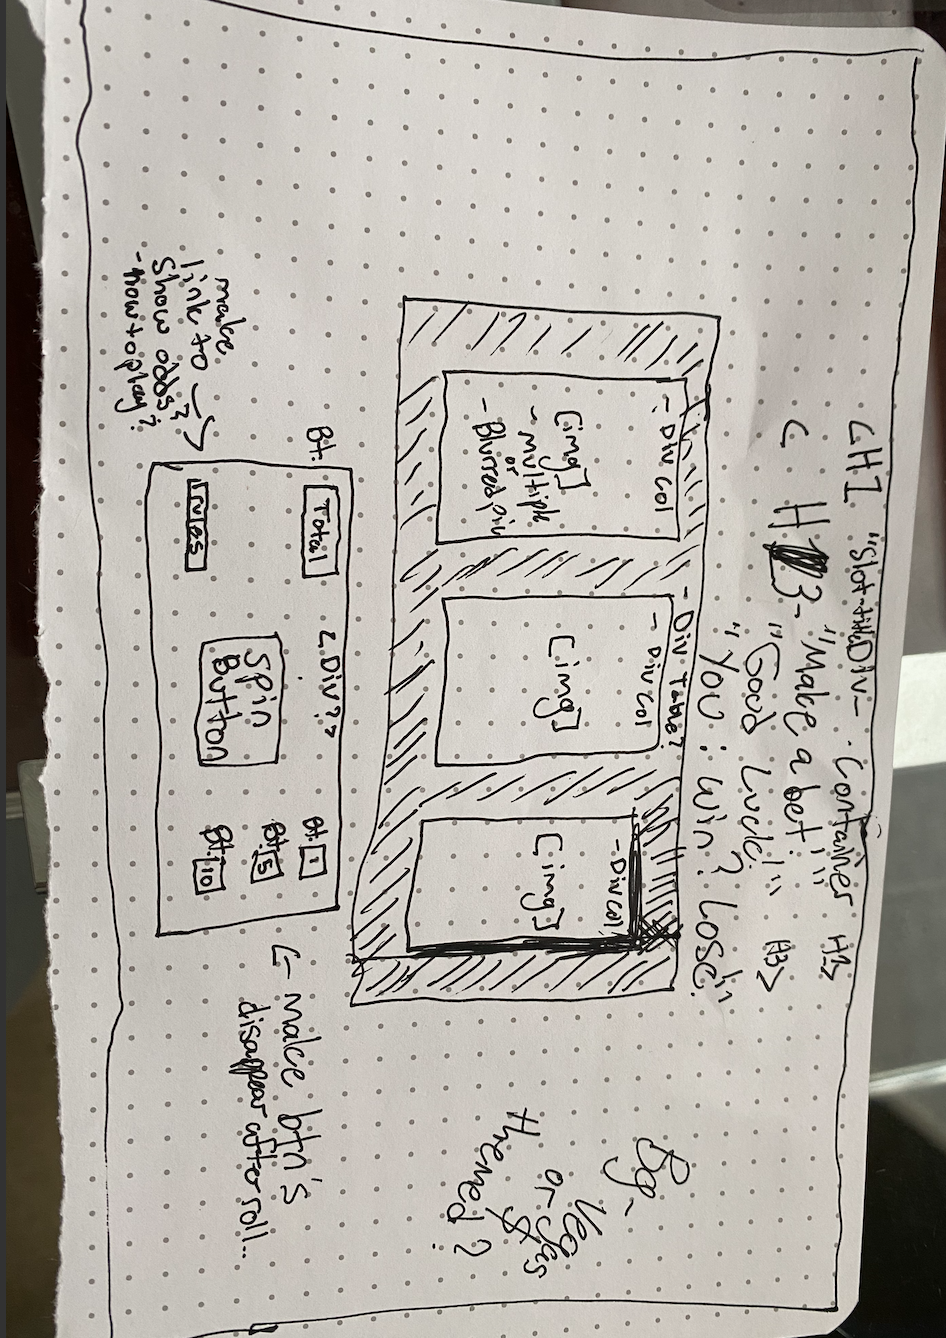 <H1 "Slot-title" Div - container H1>
< H3 - "Make a bet!" H3>
"Good Luck!"
"You: Win? Lose."
- Div Table?
- Div Col
[img]
- multiple
or
- Blurred pic
- Div Col
[img]
- Div Col
[img]
Bg -
Vegas
or
themed?
make
link to →
show odds?
- How to play?
Bt.
Total
rules
← Div??
Spin
Button
Bt. 1
Bt. 5
Bt. 10
← make btn's
disappear after roll...